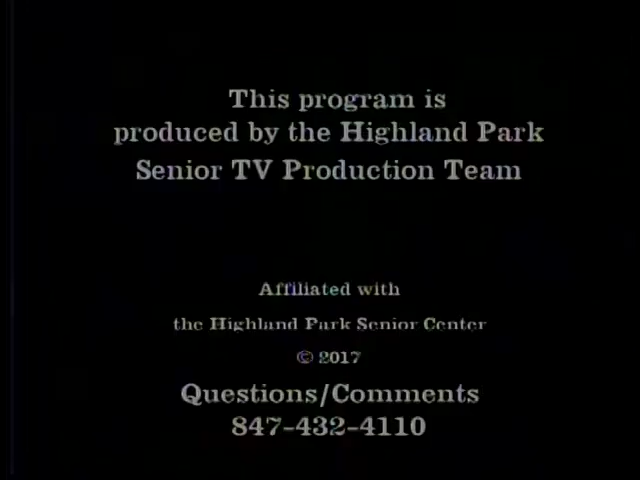 This program is
produced by the Highland Park
Senior TV Production Team
Affiliated with
the Highland Park Senior Center
© 2017
Questions/Comments
847-432-4110